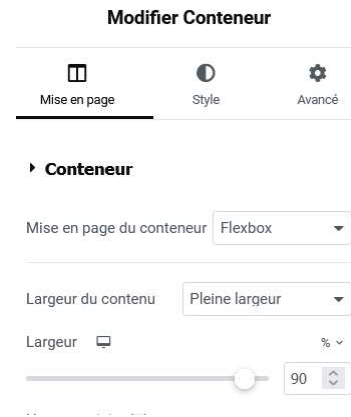 Modifier Conteneur
Mise en page
Style
Avancé
Conteneur
Mise en page du conteneur
Flexbox
Largeur du contenu
Pleine largeur
Largeur
%
90